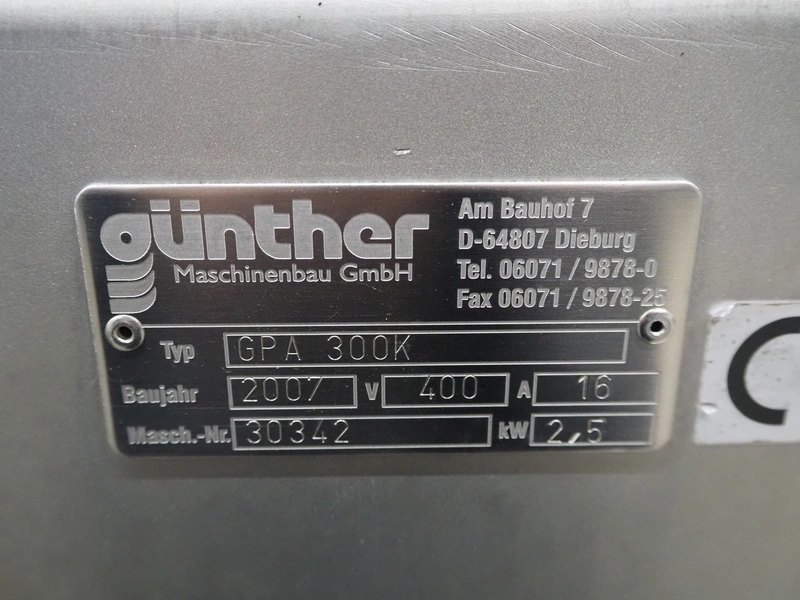 günther
Maschinenbau GmbH
Am Bauhof 7
D-64807 Dieburg
Tel. 06071 / 9878-0
Fax 06071 / 9878-25
Typ GPA 300K
Baujahr 2007 V 400 A 16
Masch.-Nr. 30342 kW 2,5